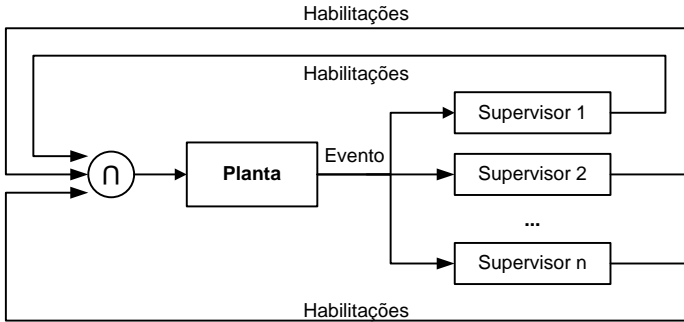 Habilitações
Habilitações
Supervisor 1
Evento
∩
Planta
Supervisor 2
...
Supervisor n
Habilitações